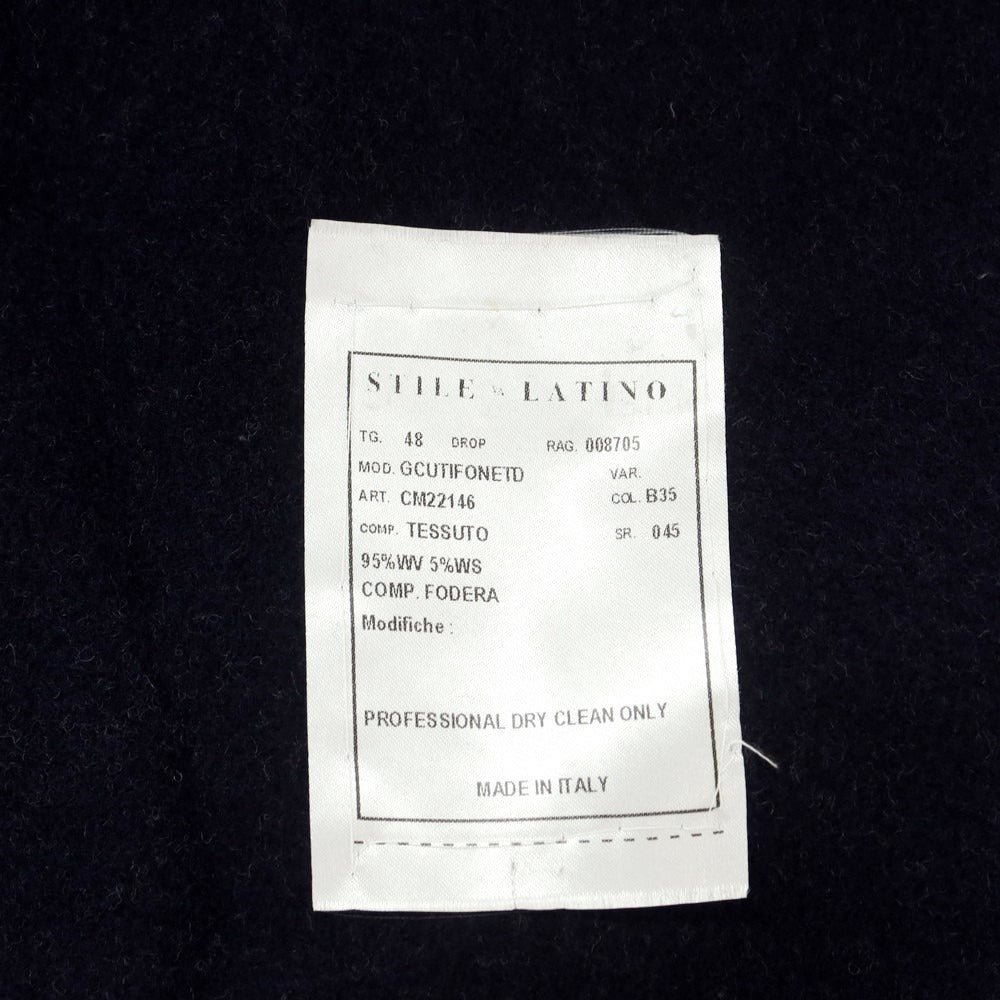 STILE LATINO
TG. 48 DROP RAG. 008705
MOD. GCUTIFONETD VAR.
ART. CM22146 COL. B35
COMP. TESSUTO SR. 045
95%WV 5%WS
COMP. FODERA
Modifiche :
PROFESSIONAL DRY CLEAN ONLY
MADE IN ITALY